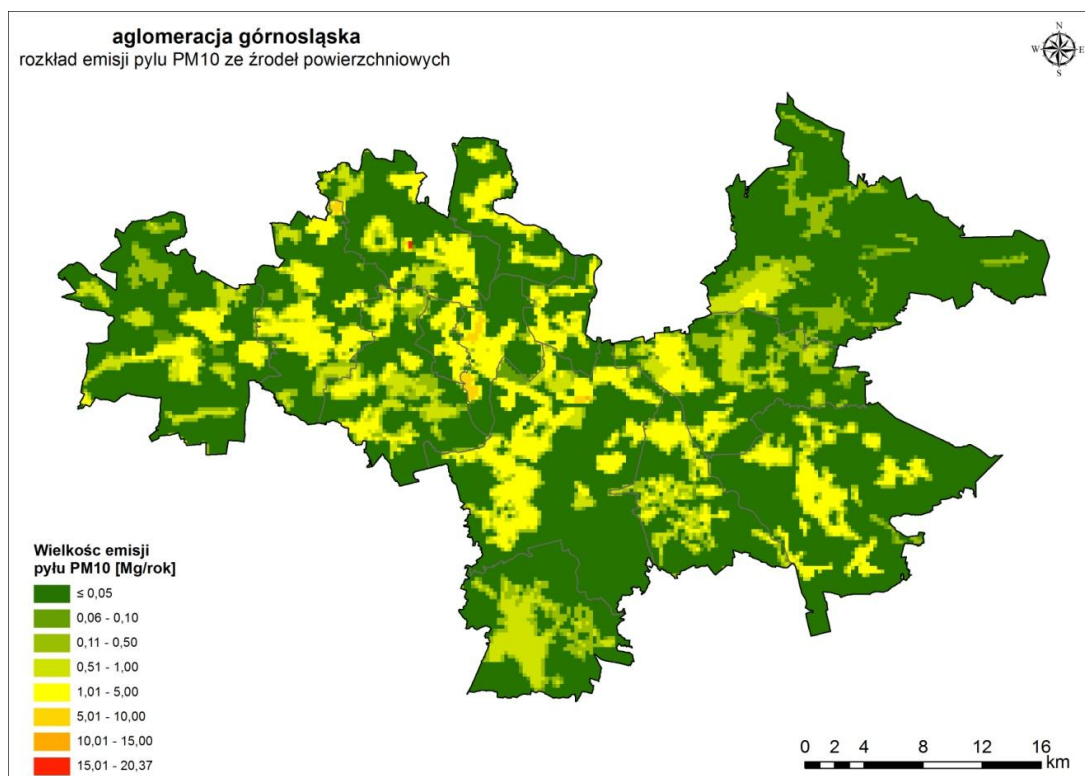 aglomeracja górnośląska
rozkład emisji pylu PM10 ze źrodeł powierzchniowych
N
W E
S
Wielkośc emisji
pyłu PM10 [Mg/rok]
≤ 0,05
0,06 - 0,10
0,11 - 0,50
0,51 - 1,00
1,01 - 5,00
5,01 - 10,00
10,01 - 15,00
15,01 - 20,37
0 2 4 8 12 16
km